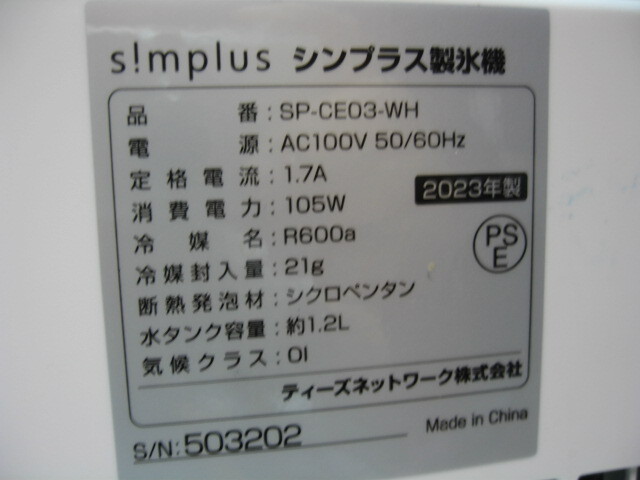 s!mplus シンプラス製氷機
品番:SP-CE03-WH
電源:AC100V 50/60Hz
定格電流:1.7A
消費電力:105W
2023年製
冷媒名:R600a
PSE
冷媒封入量:21g
断熱発泡材:シクロペンタン
水タンク容量:約1.2L
気候クラス:OI
ティーズネットワーク株式会社
S/N:503202
Made in China